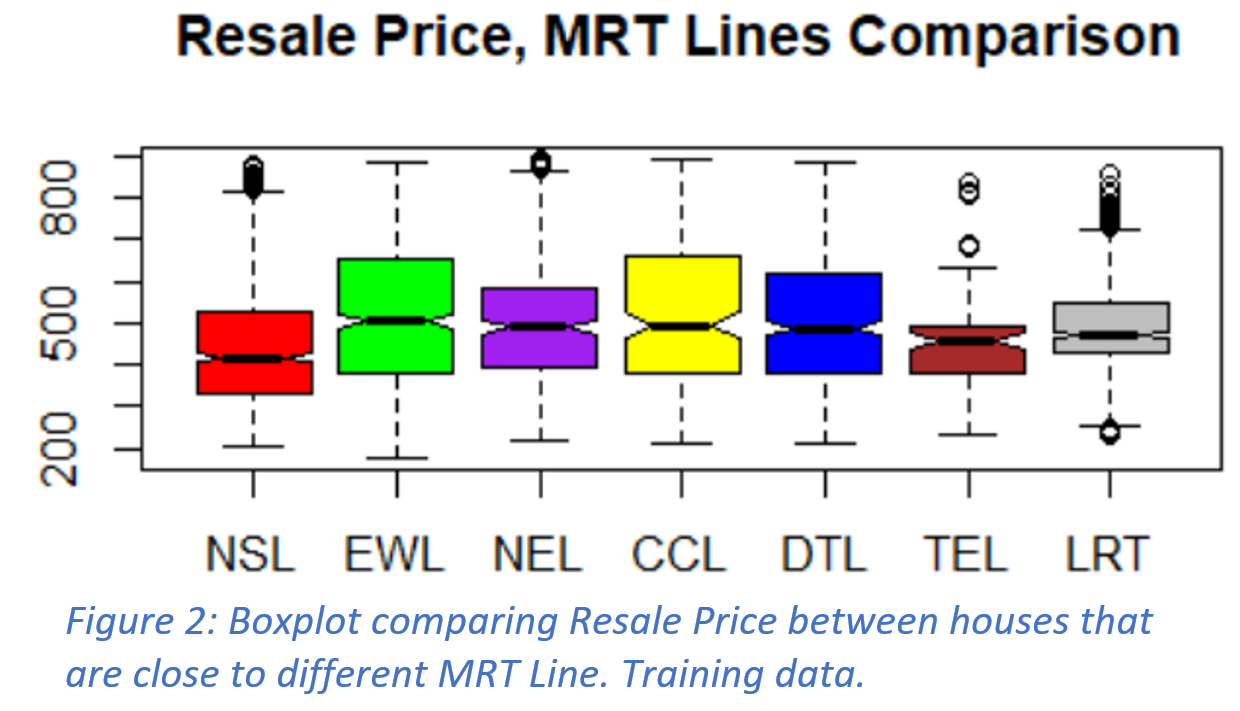 Resale Price, MRT Lines Comparison
800
500
200
NSL EWL NEL CCL DTL TEL LRT
Figure 2: Boxplot comparing Resale Price between houses that
are close to different MRT Line. Training data.